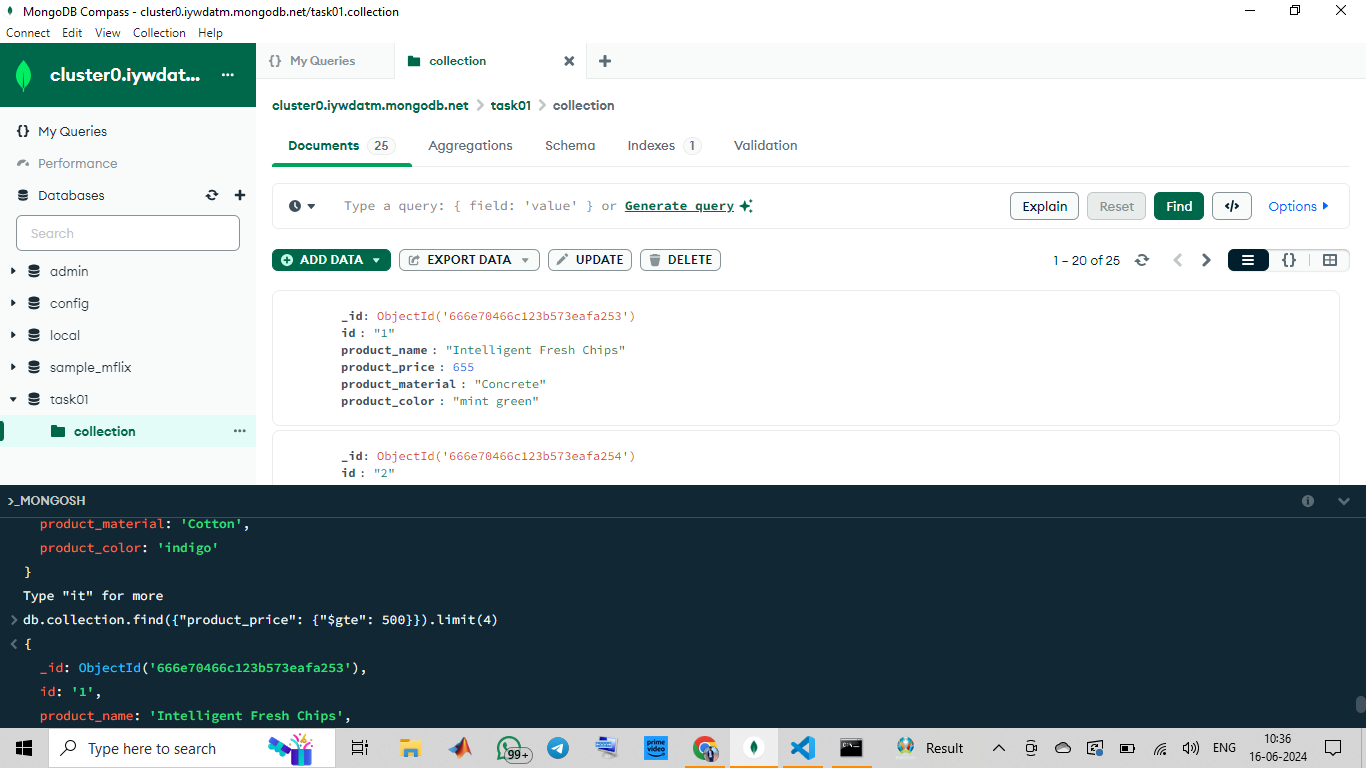 MongoDB Compass - cluster0.iywdatm.mongodb.net/task01.collection
Connect Edit View Collection Help
cluster0.iywdat... ...
{} My Queries
collection
cluster0.iywdatm.mongodb.net > task01 > collection
{} My Queries
Performance
Databases
Search
admin
config
local
sample_mflix
task01
collection ...
Documents 25 Aggregations Schema Indexes 1 Validation
Type a query: { field: 'value' } or Generate query
Explain Reset Find </> Options
ADD DATA EXPORT DATA UPDATE DELETE
1 – 20 of 25 {}
_id: ObjectId('666e70466c123b573eafa253')
id : "1"
product_name : "Intelligent Fresh Chips"
product_price : 655
product_material : "Concrete"
product_color : "mint green"
_id: ObjectId('666e70466c123b573eafa254')
id : "2"
>_MONGOSH
product_material: 'Cotton',
product_color: 'indigo'
}
Type "it" for more
> db.collection.find({"product_price": {"$gte": 500}}).limit(4)
< {
_id: ObjectId('666e70466c123b573eafa253'),
id: '1',
product_name: 'Intelligent Fresh Chips',
Type here to search
99+
prime video
Result
ENG
10:36
16-06-2024